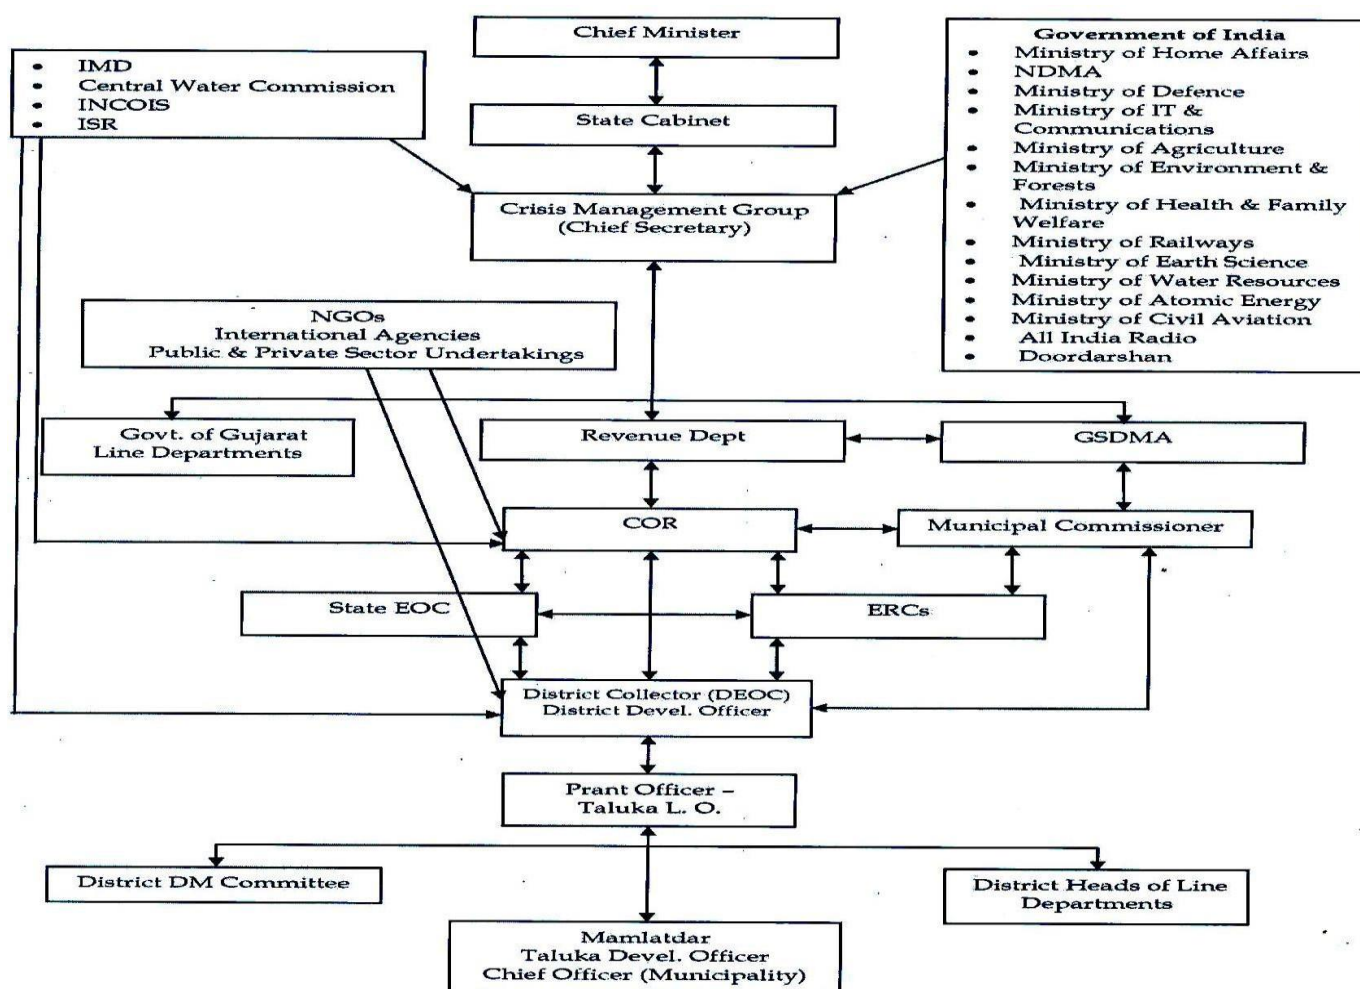 Chief Minister
State Cabinet
• IMD
• Central Water Commission
• INCOIS
• ISR
Government of India
• Ministry of Home Affairs
• NDMA
• Ministry of Defence
• Ministry of IT &
Communications
• Ministry of Agriculture
• Ministry of Environment &
Forests
• Ministry of Health & Family
Welfare
• Ministry of Railways
• Ministry of Earth Science
• Ministry of Water Resources
• Ministry of Atomic Energy
• Ministry of Civil Aviation
• All India Radio
• Doordarshan
Crisis Management Group
(Chief Secretary)
NGOs
International Agencies
Public & Private Sector Undertakings
Govt. of Gujarat
Line Departments
Revenue Dept
GSDMA
COR
Municipal Commissioner
State EOC
ERCs
District Collector (DEOC)
District Devel. Officer
Prant Officer –
Taluka L. O.
District DM Committee
District Heads of Line
Departments
Mamlatdar
Taluka Devel. Officer
Chief Officer (Municipality)